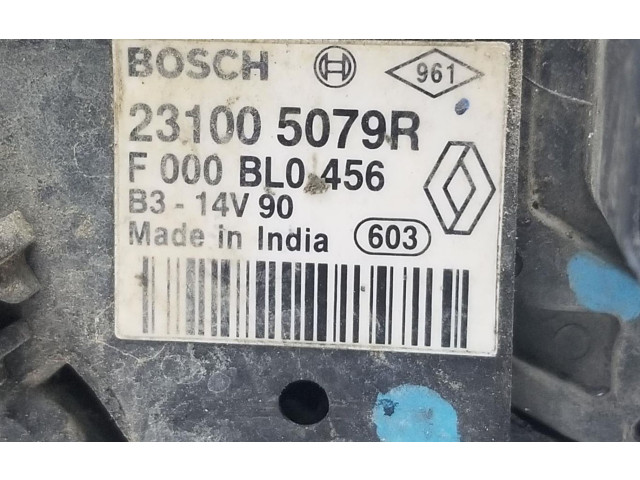 BOSCH 961
23100 5079R
F 000 BL0 456
B3 - 14V 90
Made in India 603